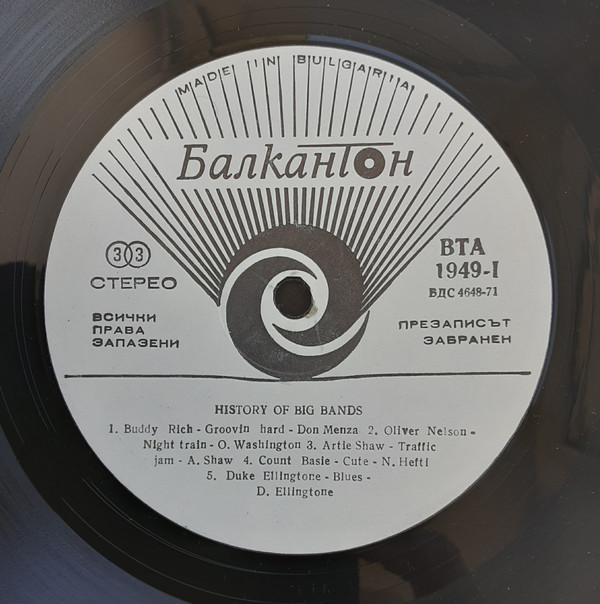 MADE IN BULGARIA
Балкантон
33
СТЕРЕО
ВТА
1949-I
БДС 4648-71
ВСИЧКИ
ПРАВА
ЗАПАЗЕНИ
ПРЕЗАПИСЪТ
ЗАБРАНЕН
HISTORY OF BIG BANDS
1. Buddy Rich - Groovin hard - Don Menza 2. Oliver Nelson -
Night train - O. Washington 3. Artie Shaw - Traffic
jam - A. Shaw 4. Count Basie - Cute - N. Hefti
5. Duke Ellingtone - Blues -
D. Ellingtone